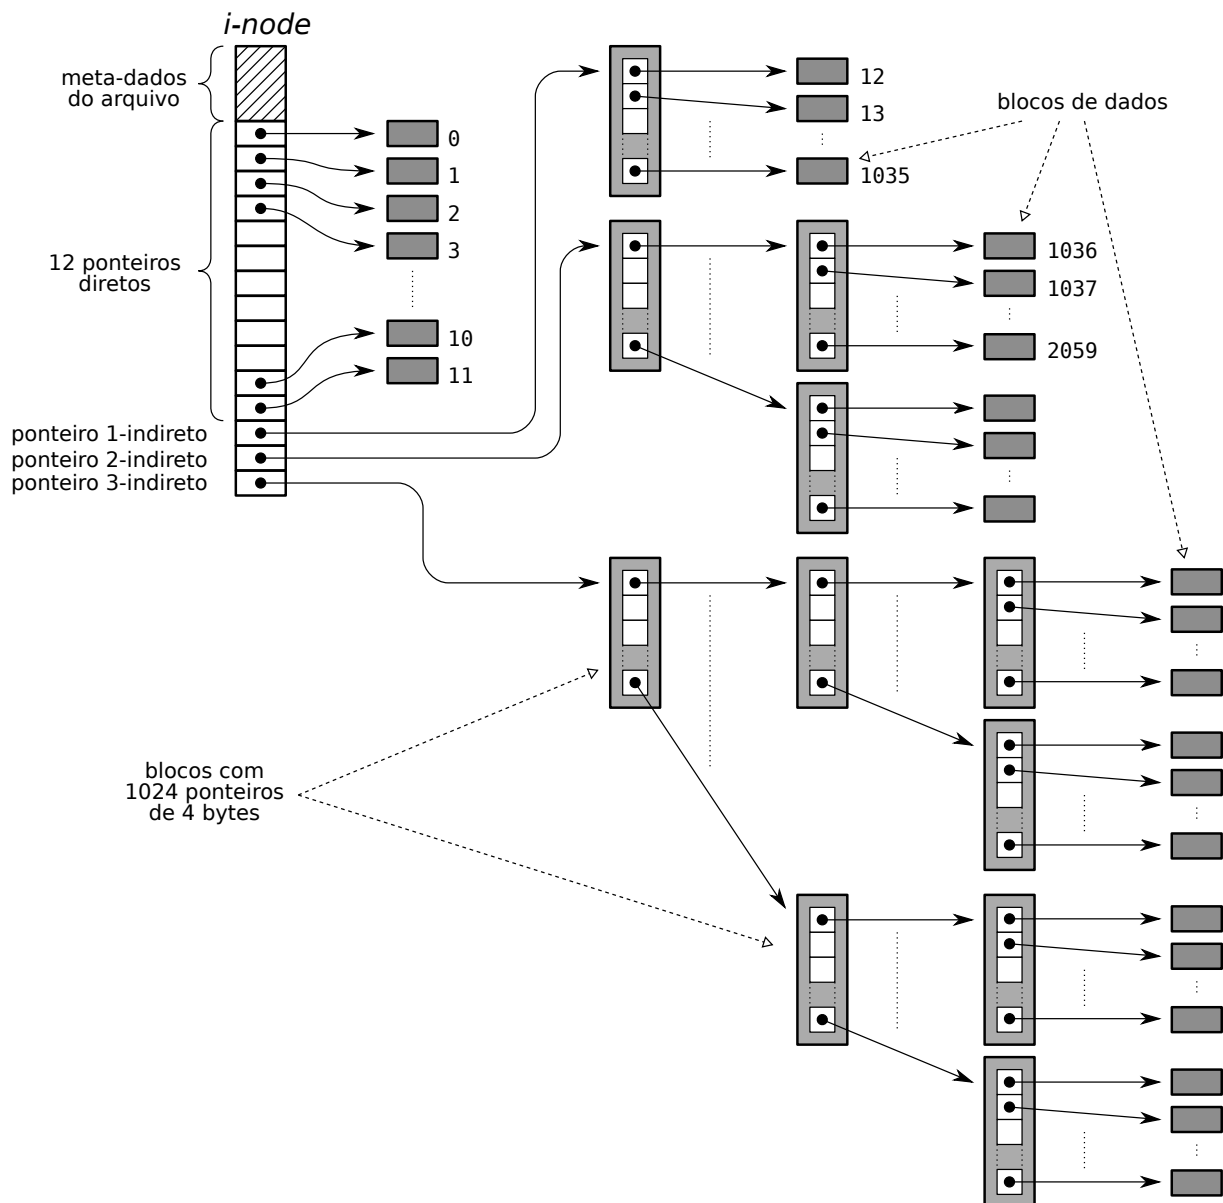 i-node
meta-dados
do arquivo
12 ponteiros
diretos
ponteiro 1-indireto
ponteiro 2-indireto
ponteiro 3-indireto
0
1
2
3
10
11
12
13
1035
blocos de dados
1036
1037
2059
blocos com
1024 ponteiros
de 4 bytes